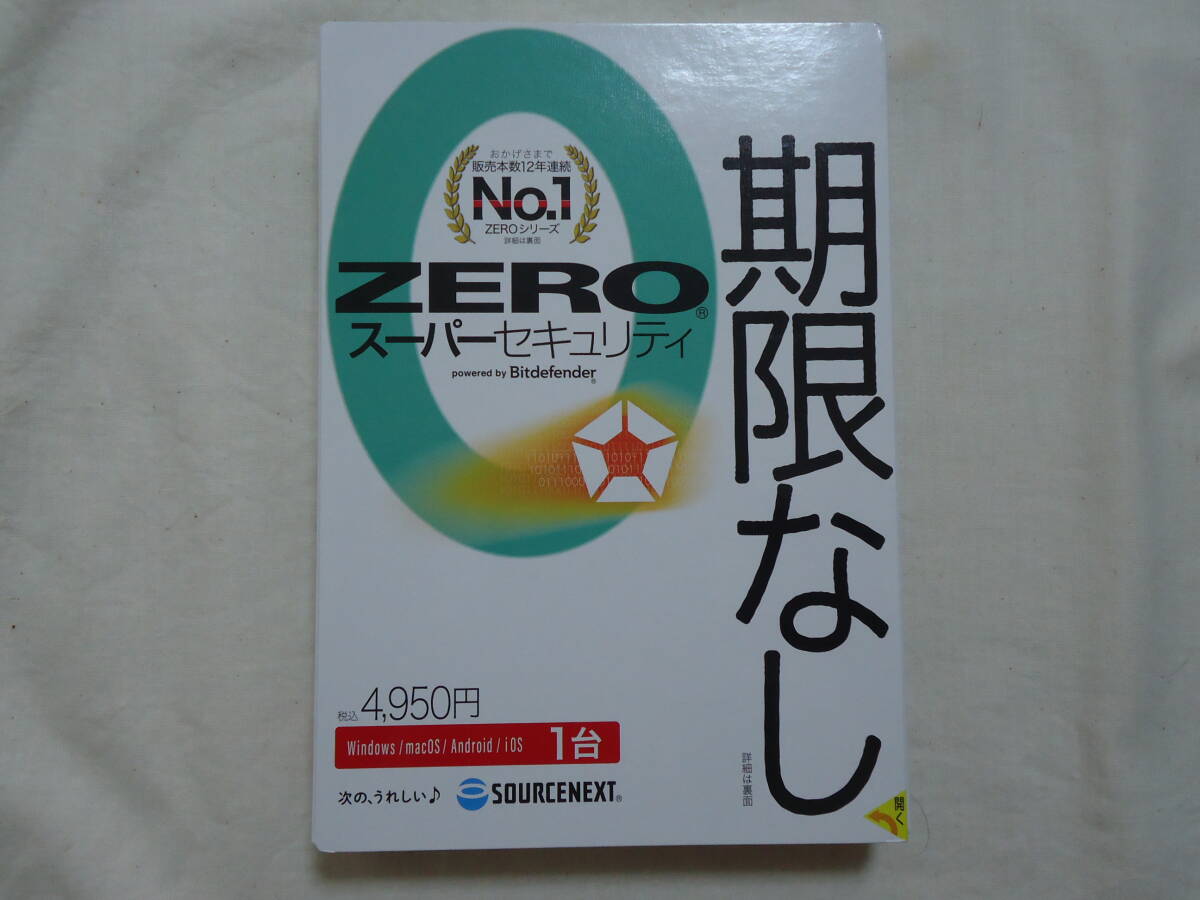 おかげさまで
販売本数12年連続
No.1
ZEROシリーズ
詳細は裏面
ZERO®
スーパーセキュリティ
powered by Bitdefender®
期限なし
詳細は裏面
税込 4,950円
Windows/macOS/Android/iOS 1台
次の、うれしい♪ SOURCENEXT®
開く